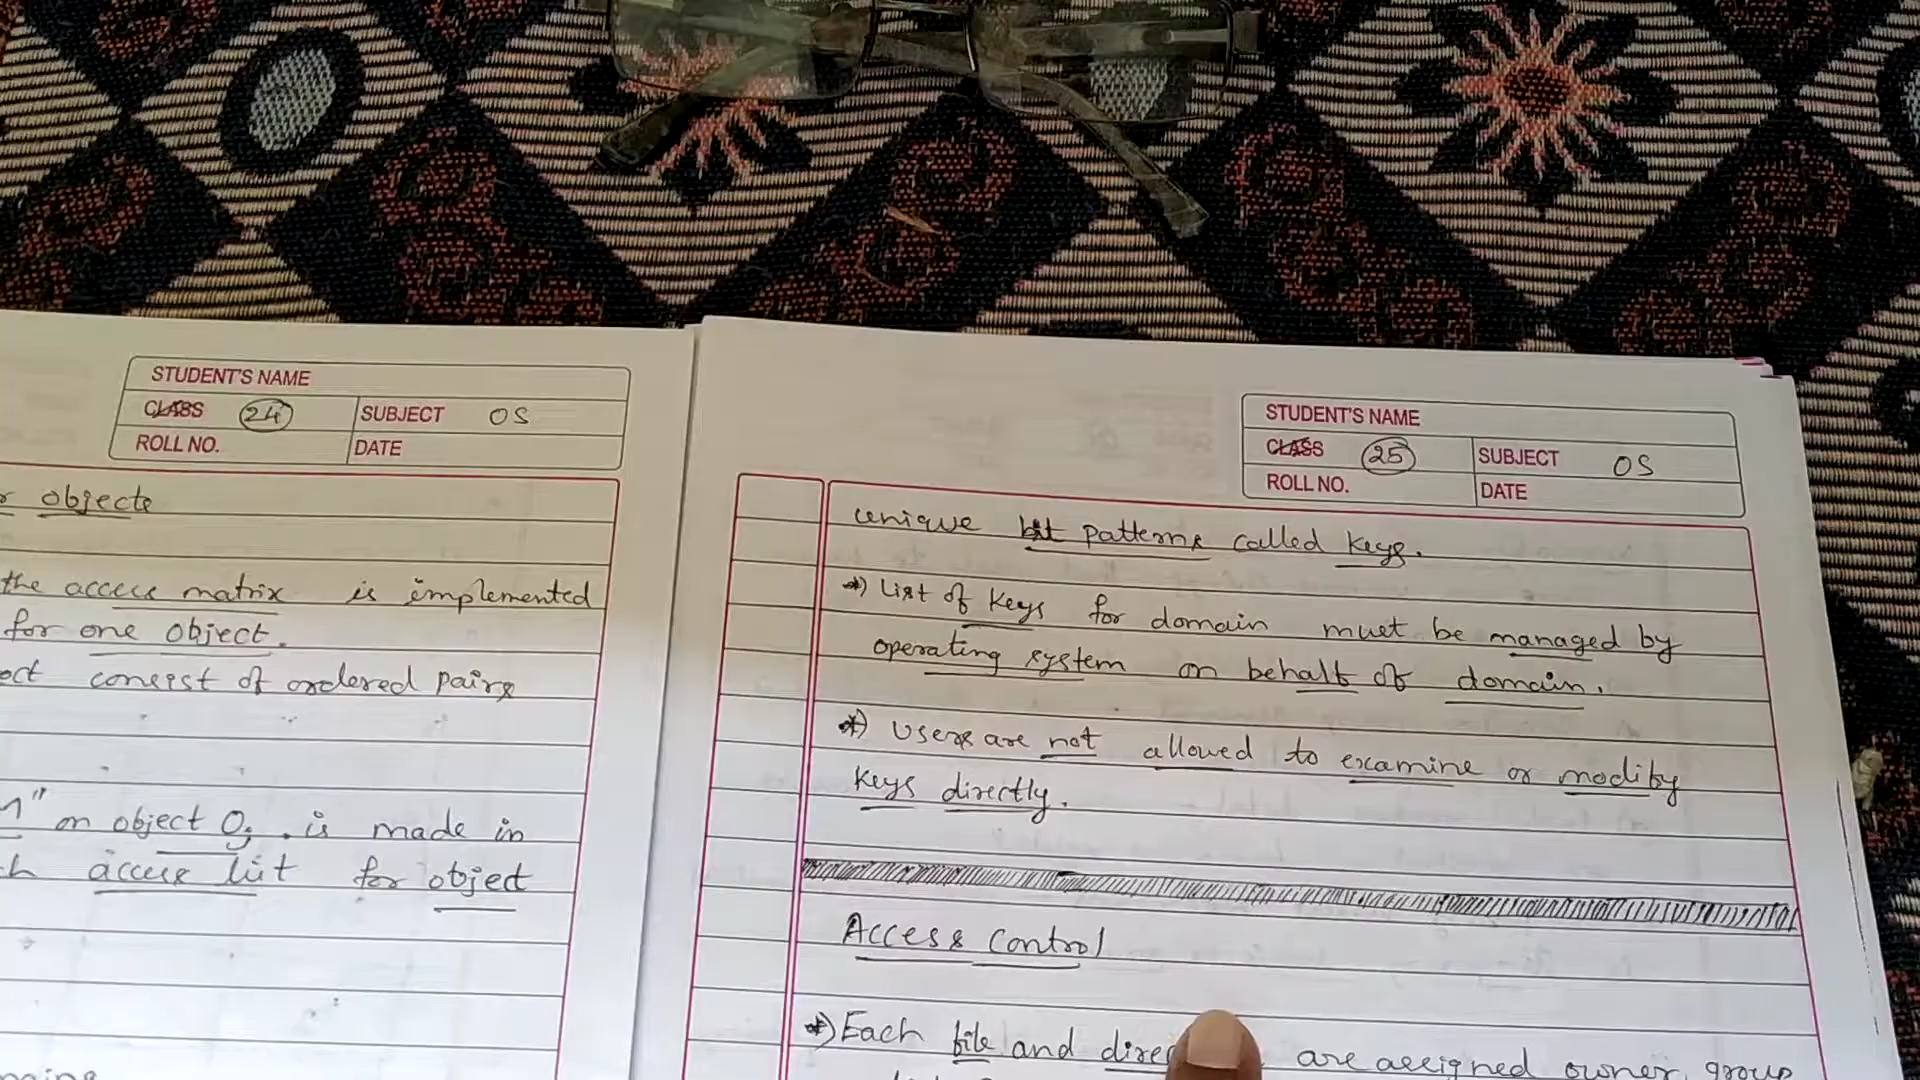 STUDENT'S NAME
CLASS 24 SUBJECT OS
ROLL NO. DATE
objects
the access matrix is implemented
for one object.
consist of ordered pairs
on object Oj, is made in
access list for object
STUDENT'S NAME
CLASS 25 SUBJECT OS
ROLL NO. DATE
unique bit patterns called keys.
*) List of keys for domain must be managed by
operating system on behalf of domain.
*) Users are not allowed to examine or modify
keys directly.
Access control
*) Each file and are assigned owner, group